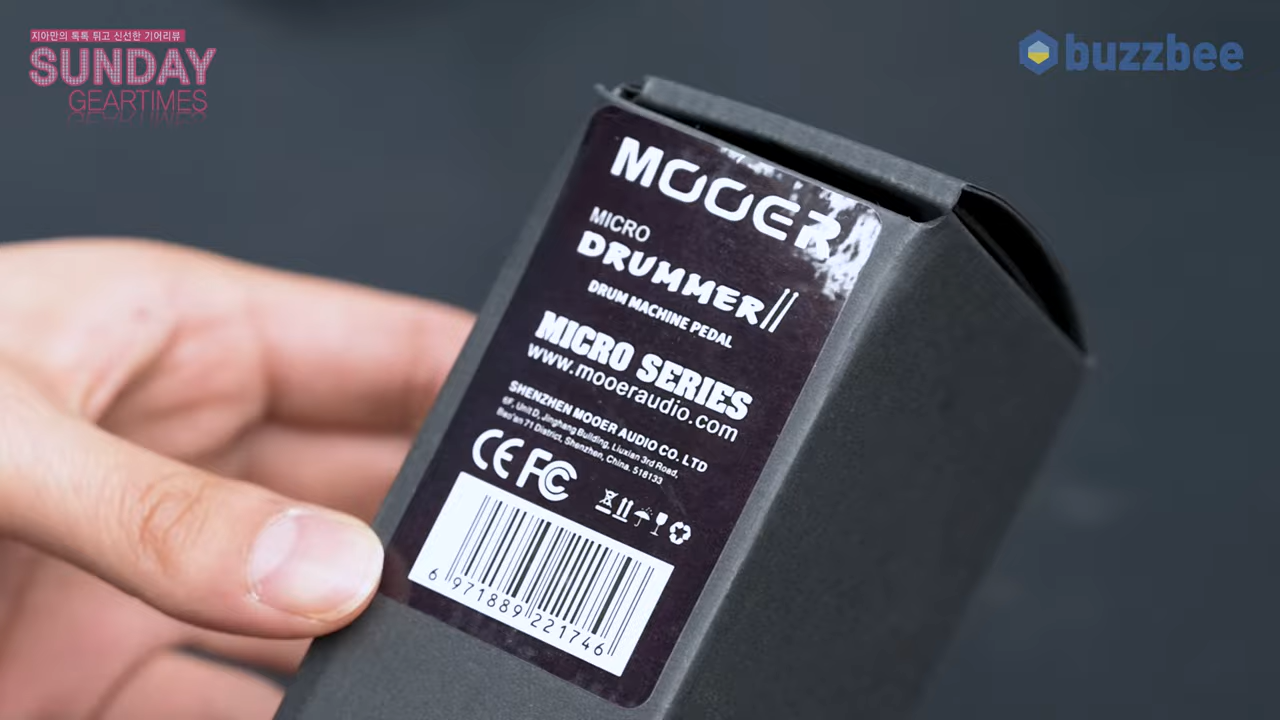 지아만의 톡톡 튀고 신선한 기어리뷰
SUNDAY
GEARTIMES
buzzbee
MOOER
MICRO
DRUMMER//
DRUM MACHINE PEDAL
MICRO SERIES
www.mooeraudio.com
SHENZHEN MOOER AUDIO CO. LTD
6F, Unit D, Jinghang Building, Liuxian 3rd Road,
Bao'an 71 District, Shenzhen, China. 518133
CE FC
6 971889 221746